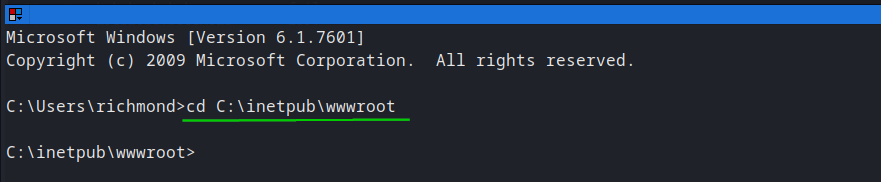 Microsoft Windows [Version 6.1.7601]
Copyright (c) 2009 Microsoft Corporation.  All rights reserved.
C:\Users\richmond>cd C:\inetpub\wwwroot
C:\inetpub\wwwroot>